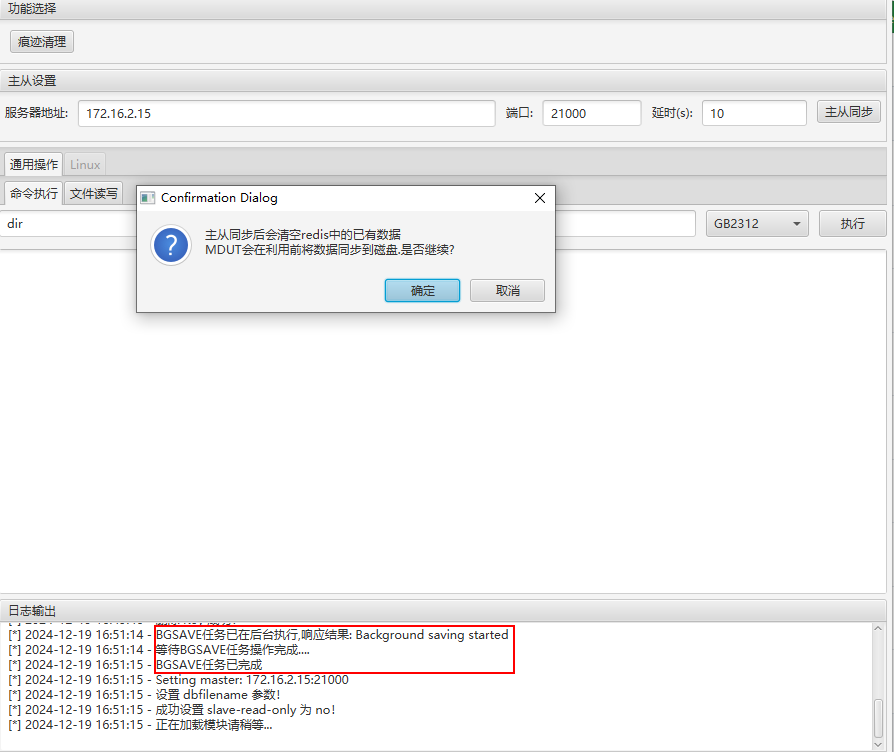 功能选择
痕迹清理
主从设置
服务器地址: 172.16.2.15 端口: 21000 延时(s): 10 主从同步
通用操作 Linux
命令执行 文件读写
dir GB2312 执行
Confirmation Dialog
主从同步后会清空redis中的已有数据
MDUT会在利用前将数据同步到磁盘.是否继续?
确定 取消
日志输出
[*] 2024-12-19 16:51:14 - BGSAVE任务已在后台执行,响应结果: Background saving started
[*] 2024-12-19 16:51:14 - 等待BGSAVE任务操作完成....
[*] 2024-12-19 16:51:15 - BGSAVE任务已完成
[*] 2024-12-19 16:51:15 - Setting master: 172.16.2.15:21000
[*] 2024-12-19 16:51:15 - 设置 dbfilename 参数!
[*] 2024-12-19 16:51:15 - 成功设置 slave-read-only 为 no!
[*] 2024-12-19 16:51:15 - 正在加载模块请稍等...